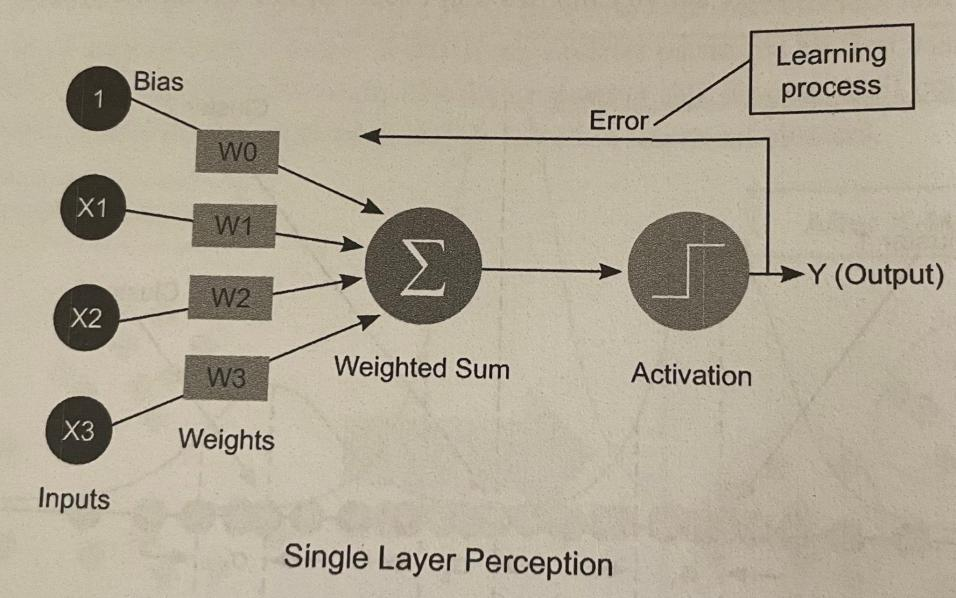 1
Bias
Learning
process
Error
W0
X1
W1
Σ
Y (Output)
X2
W2
Weighted Sum
Activation
W3
X3
Weights
Inputs
Single Layer Perception